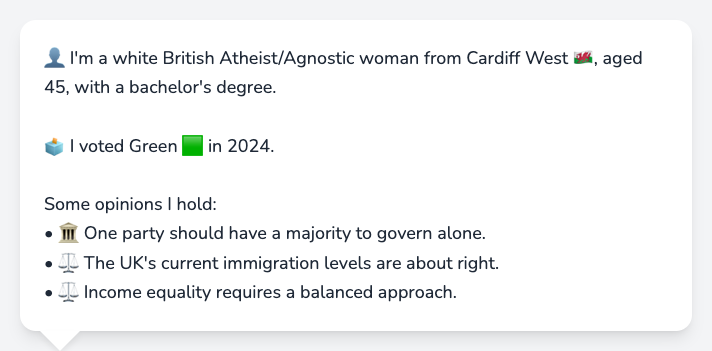 👤 I'm a white British Atheist/Agnostic woman from Cardiff West 🏴󠁧󠁢󠁷󠁬󠁳󠁿, aged
45, with a bachelor's degree.
🗳️ I voted Green 🟩 in 2024.
Some opinions I hold:
• 🏛️ One party should have a majority to govern alone.
• ⚖️ The UK's current immigration levels are about right.
• ⚖️ Income equality requires a balanced approach.